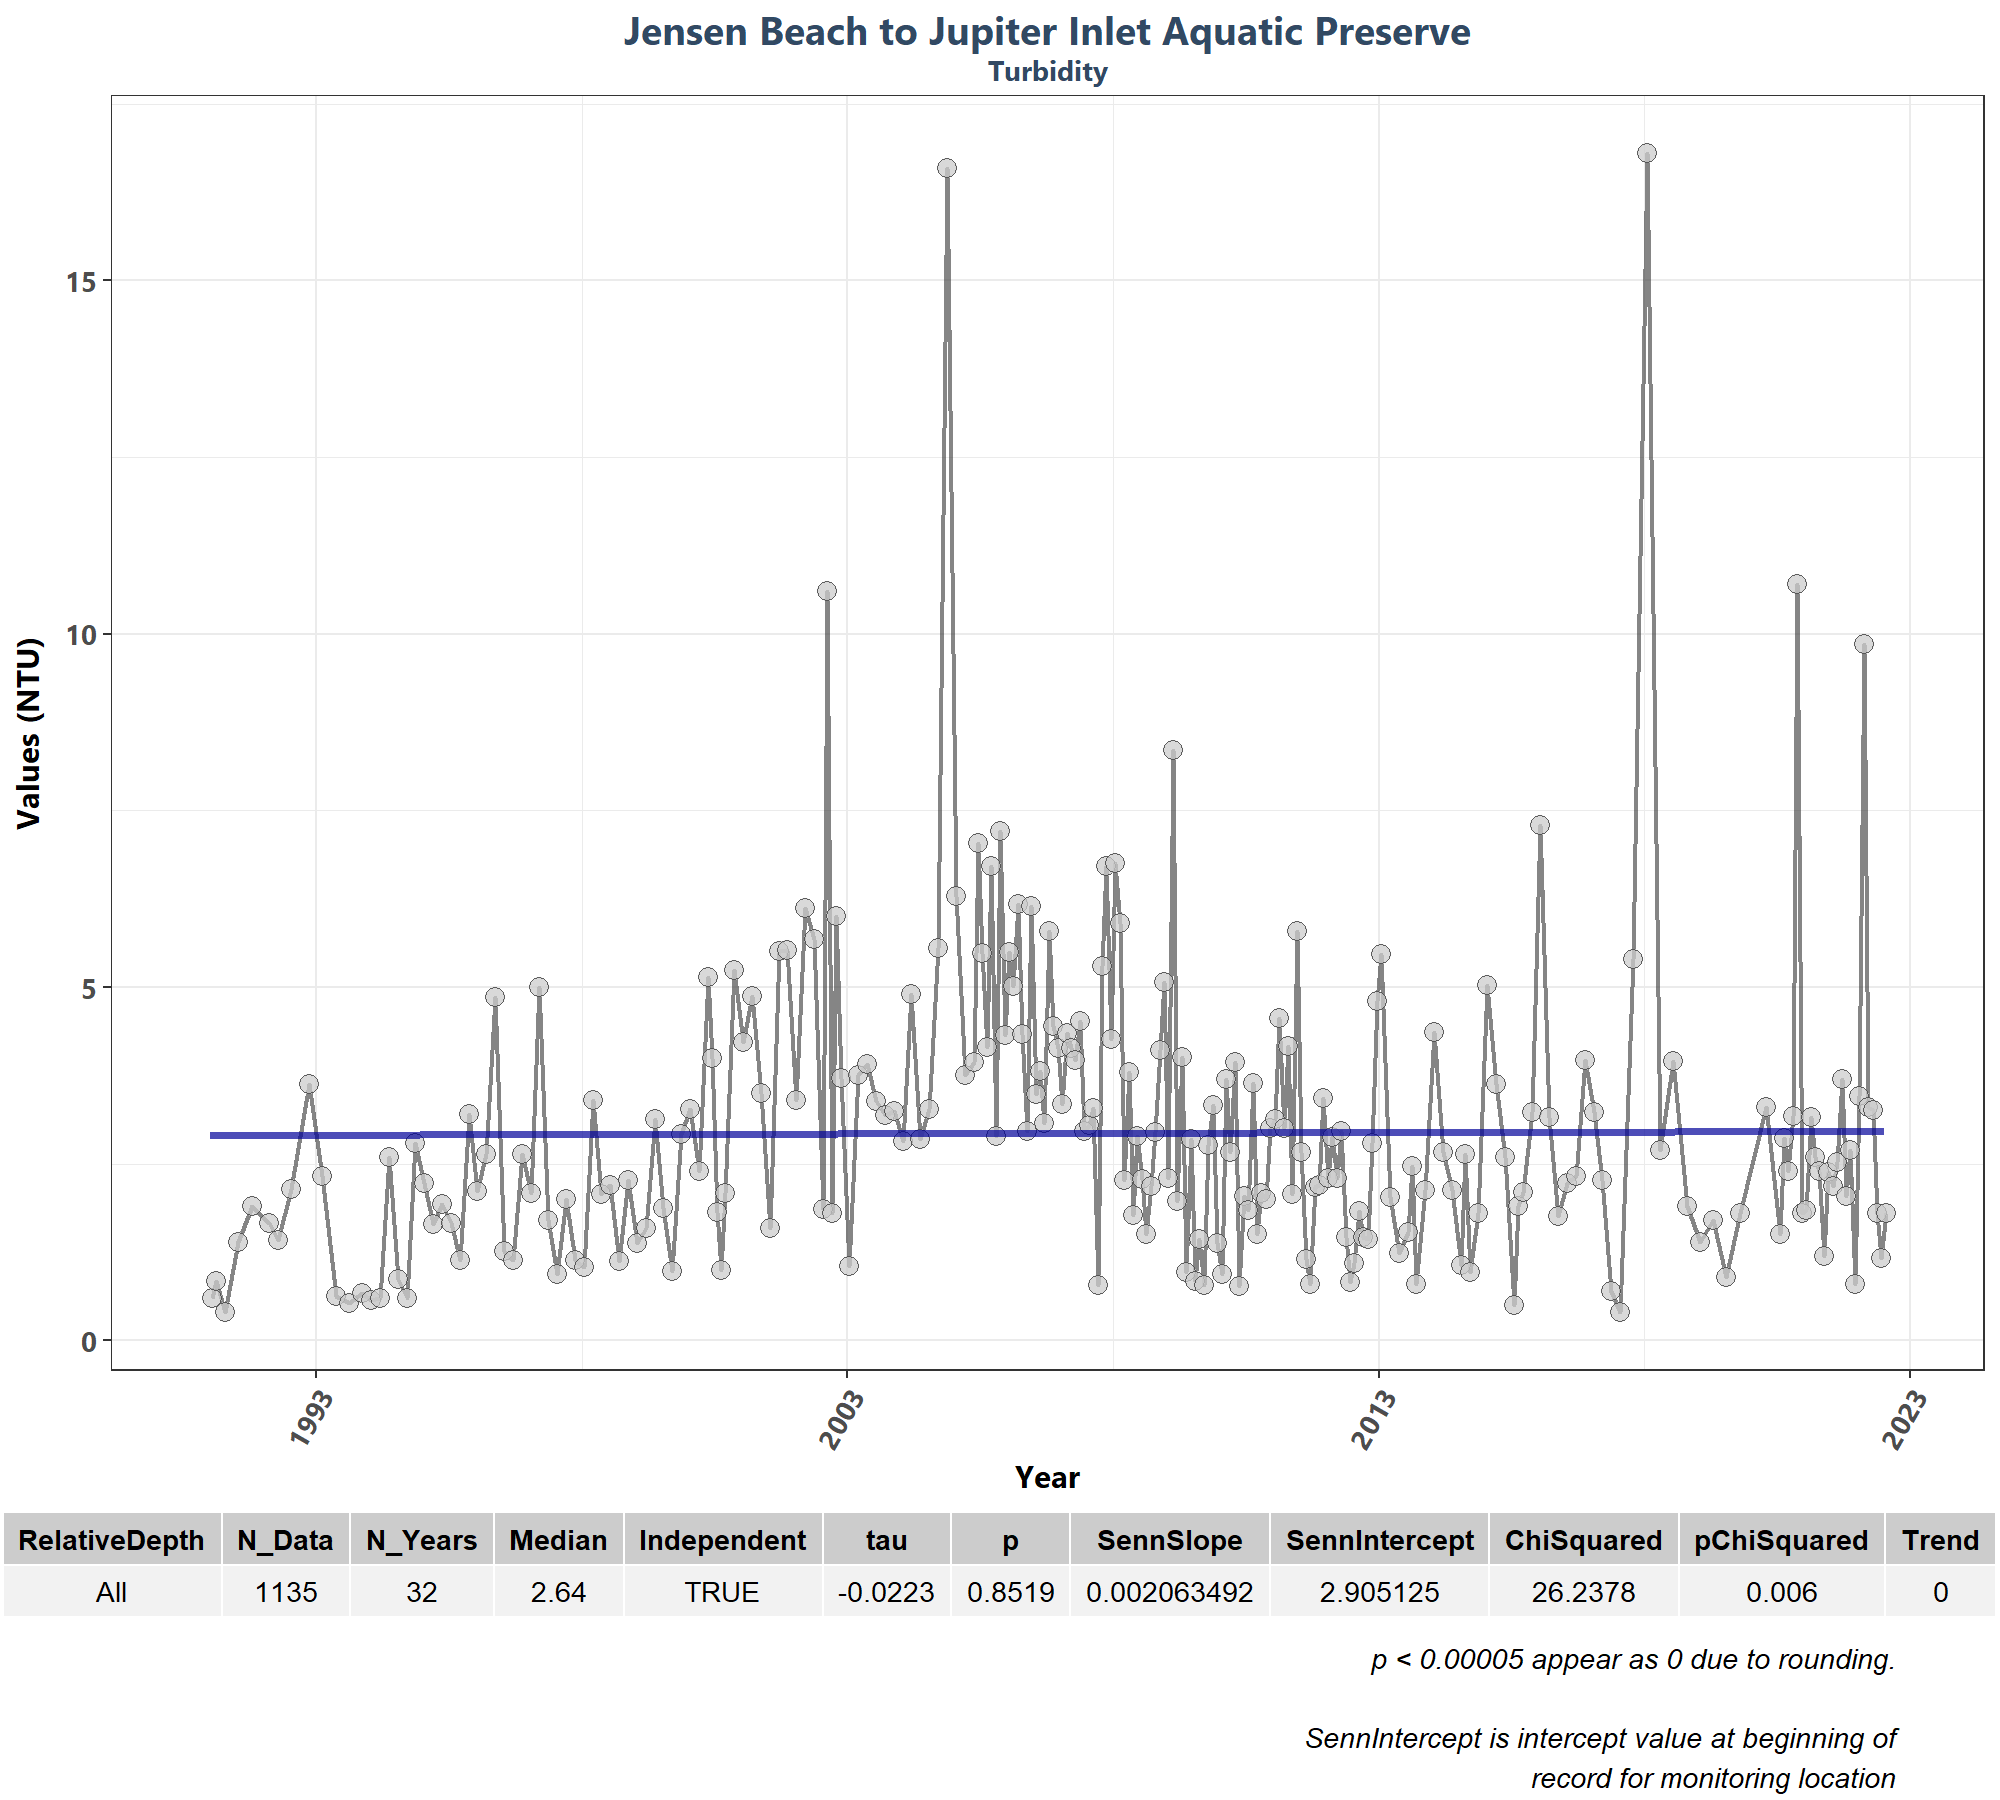 Jensen Beach to Jupiter Inlet Aquatic Preserve
Turbidity
Values (NTU)
15
10
5
0
1993
2003
2013
2023
Year
RelativeDepth N_Data N_Years Median Independent tau p SennSlope SennIntercept ChiSquared pChiSquared Trend
All 1135 32 2.64 TRUE -0.0223 0.8519 0.002063492 2.905125 26.2378 0.006 0
p < 0.00005 appear as 0 due to rounding.
SennIntercept is intercept value at beginning of
record for monitoring location